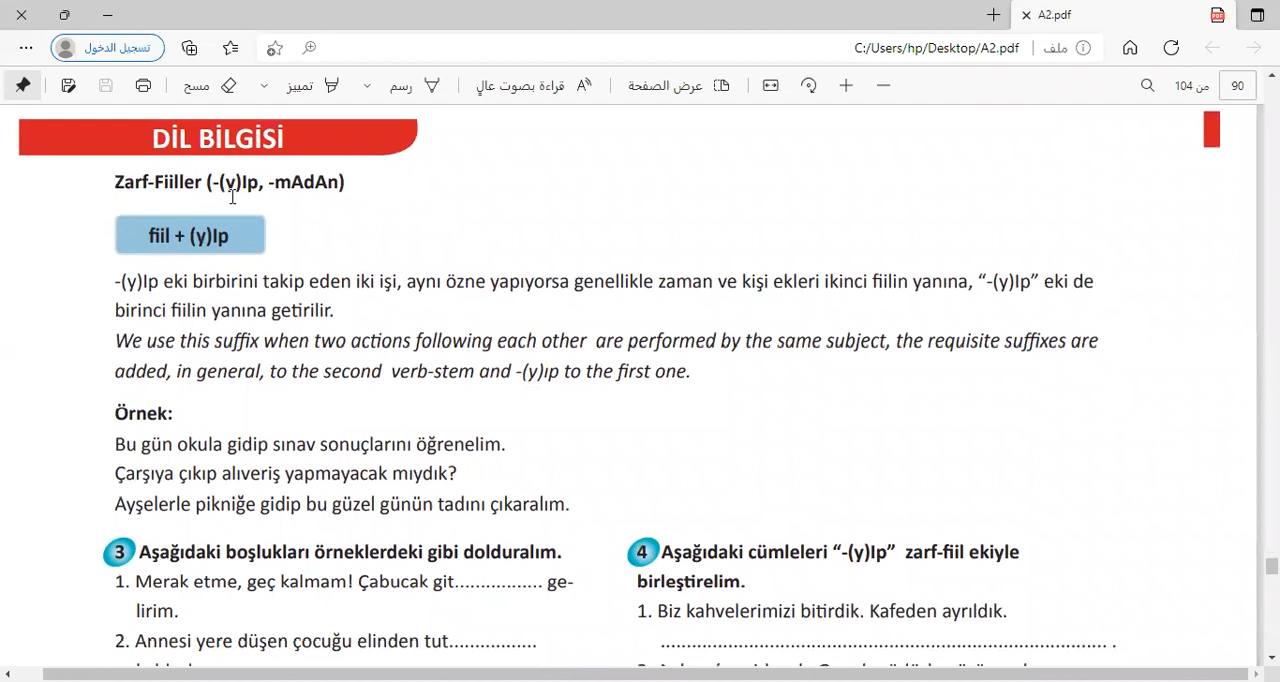 A2.pdf
تسجيل الدخول
C:/Users/hp/Desktop/A2.pdf
ملف
مسح
تمييز
رسم
قراءة بصوت عالٍ
عرض الصفحة
من 104
90
DİL BİLGİSİ
Zarf-Fiiller (-(y)Ip, -mAdAn)
fiil + (y)Ip
-(y)Ip eki birbirini takip eden iki işi, aynı özne yapıyorsa genellikle zaman ve kişi ekleri ikinci fiilin yanına, “-(y)Ip” eki de
birinci fiilin yanına getirilir.
We use this suffix when two actions following each other are performed by the same subject, the requisite suffixes are
added, in general, to the second verb-stem and -(y)ıp to the first one.
Örnek:
Bu gün okula gidip sınav sonuçlarını öğrenelim.
Çarşıya çıkıp alıveriş yapmayacak mıydık?
Ayşelerle pikniğe gidip bu güzel günün tadını çıkaralım.
3 Aşağıdaki boşlukları örneklerdeki gibi dolduralım.
1. Merak etme, geç kalmam! Çabucak git................. ge-
lirim.
2. Annesi yere düşen çocuğu elinden tut.................
4 Aşağıdaki cümleleri “-(y)Ip” zarf-fiil ekiyle
birleştirelim.
1. Biz kahvelerimizi bitirdik. Kafeden ayrıldık.
................................................................................... .